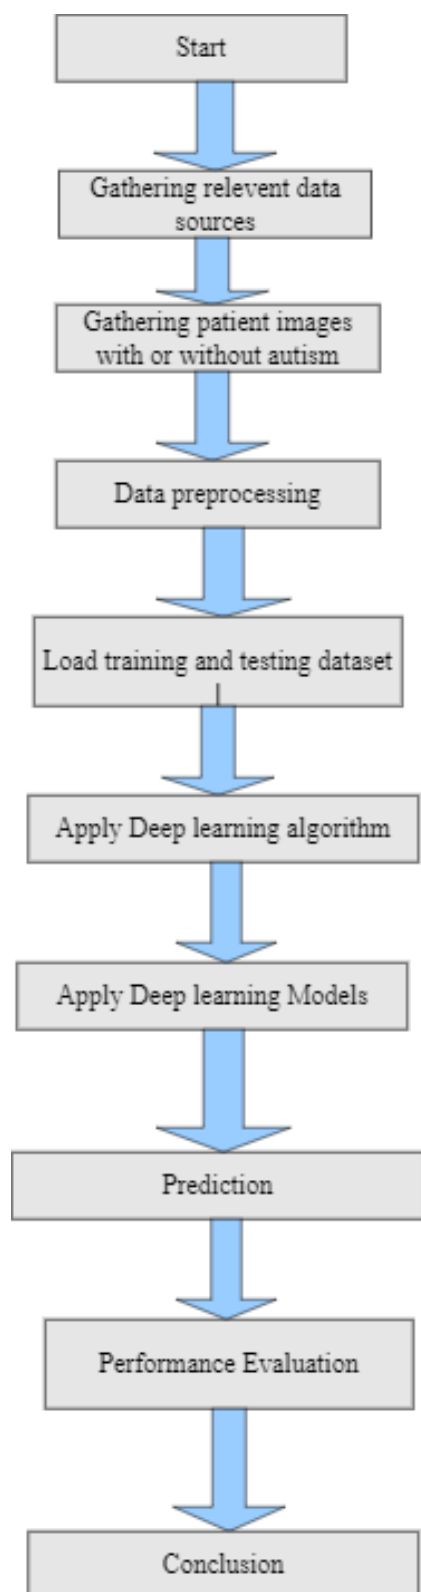 Start
Gathering relevent data
sources
Gathering patient images
with or without autism
Data preprocessing
Load training and testing dataset
Apply Deep learning algorithm
Apply Deep learning Models
Prediction
Performance Evaluation
Conclusion